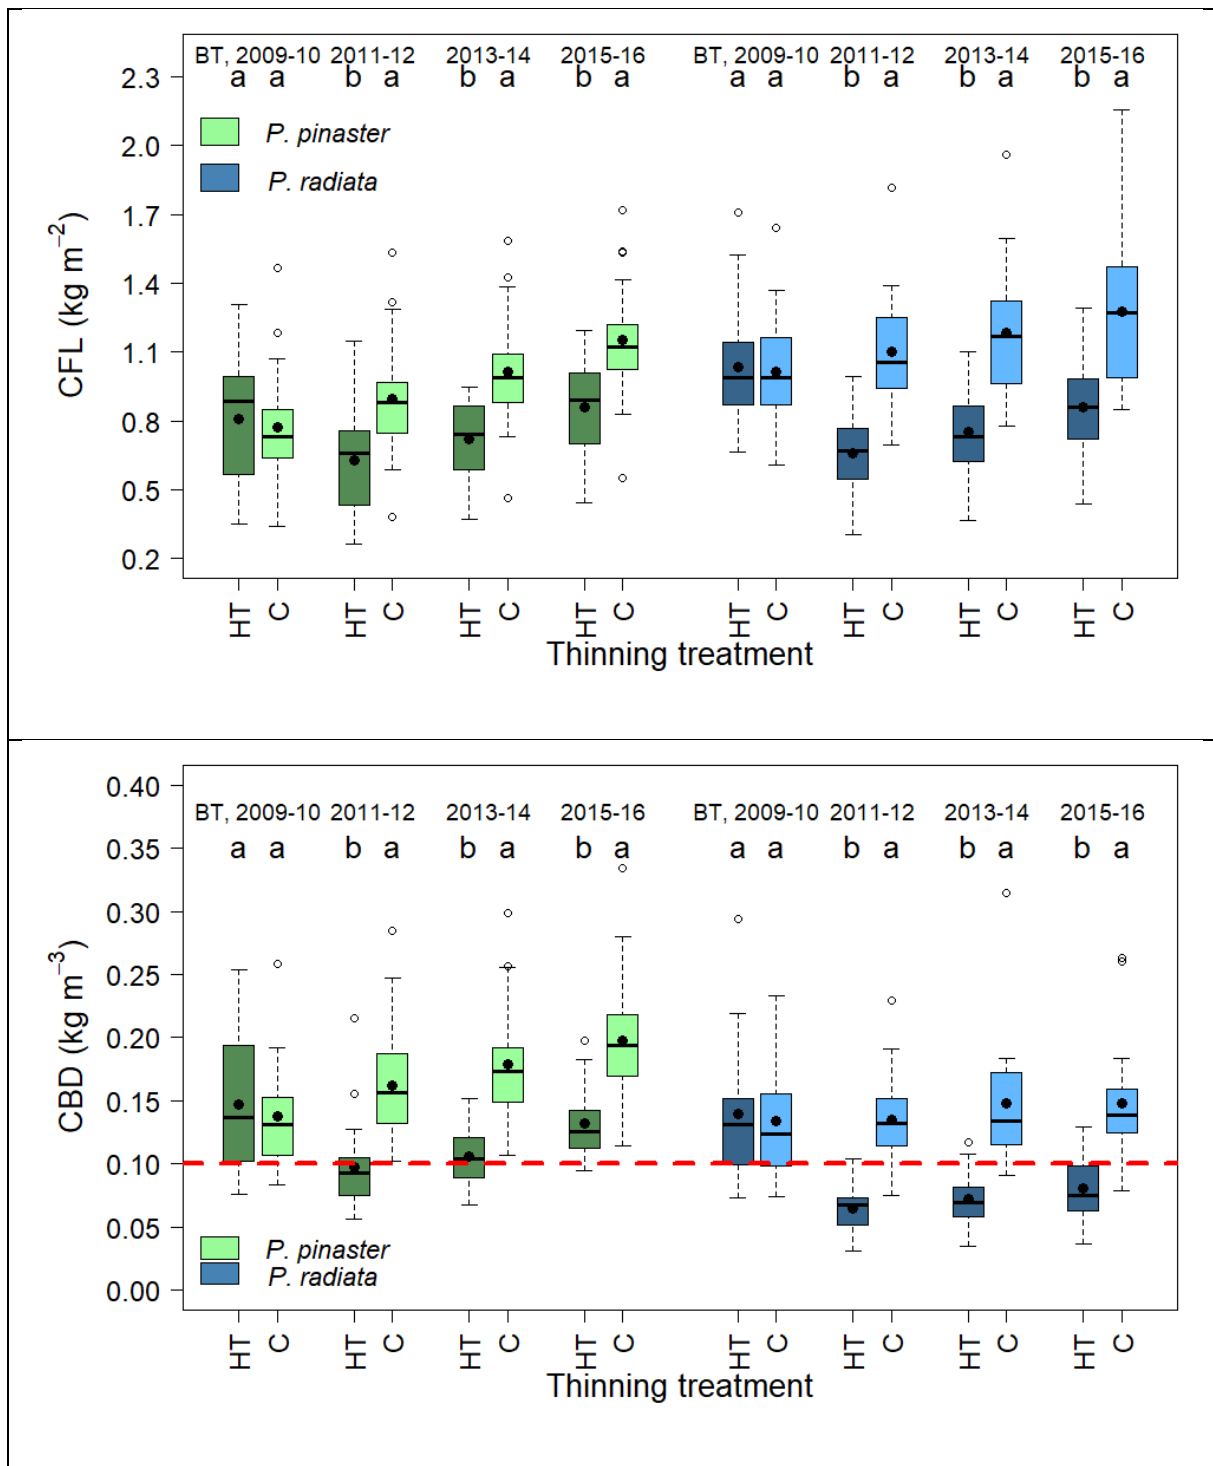 BT, 2009-10 2011-12 2013-14 2015-16 BT, 2009-10 2011-12 2013-14 2015-16
a a b a b a b a a a b a b a b a
2.3
2.0
1.7
1.4
1.1
0.8
0.5
0.2
CFL (kg m⁻²)
P. pinaster
P. radiata
HT C HT C HT C HT C HT C HT C HT C HT C
Thinning treatment
0.40
0.35
0.30
0.25
0.20
0.15
0.10
0.05
0.00
CBD (kg m⁻³)
BT, 2009-10 2011-12 2013-14 2015-16 BT, 2009-10 2011-12 2013-14 2015-16
a a b a b a b a a a b a b a b a
P. pinaster
P. radiata
HT C HT C HT C HT C HT C HT C HT C HT C
Thinning treatment